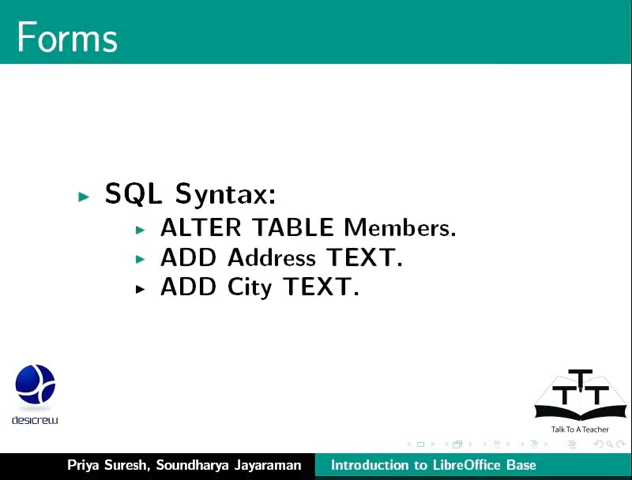 Forms
SQL Syntax:
ALTER TABLE Members.
ADD Address TEXT.
ADD City TEXT.
desicrew
TTT
Talk To A Teacher
Priya Suresh, Soundharya Jayaraman
Introduction to LibreOffice Base